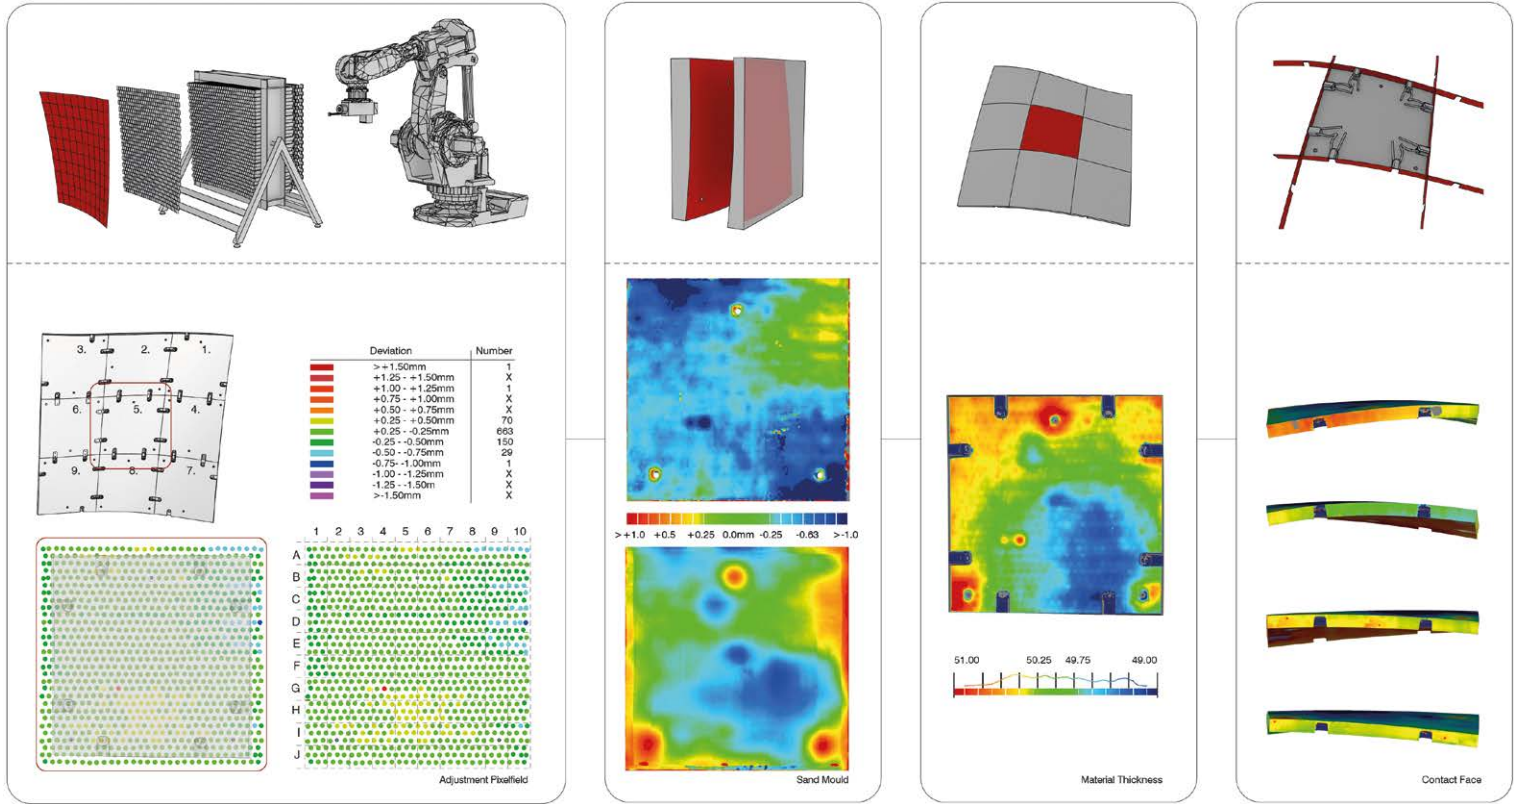 3. 2. 1.
6. 5. 4.
9. 8. 7.
Deviation Number
>+1.50mm 1
+1.25 - +1.50mm X
+1.00 - +1.25mm 1
+0.75 - +1.00mm X
+0.50 - +0.75mm X
+0.25 - +0.50mm 70
+0.25 - -0.25mm 663
-0.25 - -0.50mm 150
-0.50 - -0.75mm 29
-0.75- -1.00mm 1
-1.00 - -1.25mm X
-1.25 - -1.50m X
>-1.50mm X
1 2 3 4 5 6 7 8 9 10
A
B
C
D
E
F
G
H
I
J
Adjustment Pixelfield
>+1.0 +0.5 +0.25 0.0mm -0.25 -0.63 >-1.0
Sand Mould
51.00 50.25 49.75 49.00
Material Thickness
Contact Face